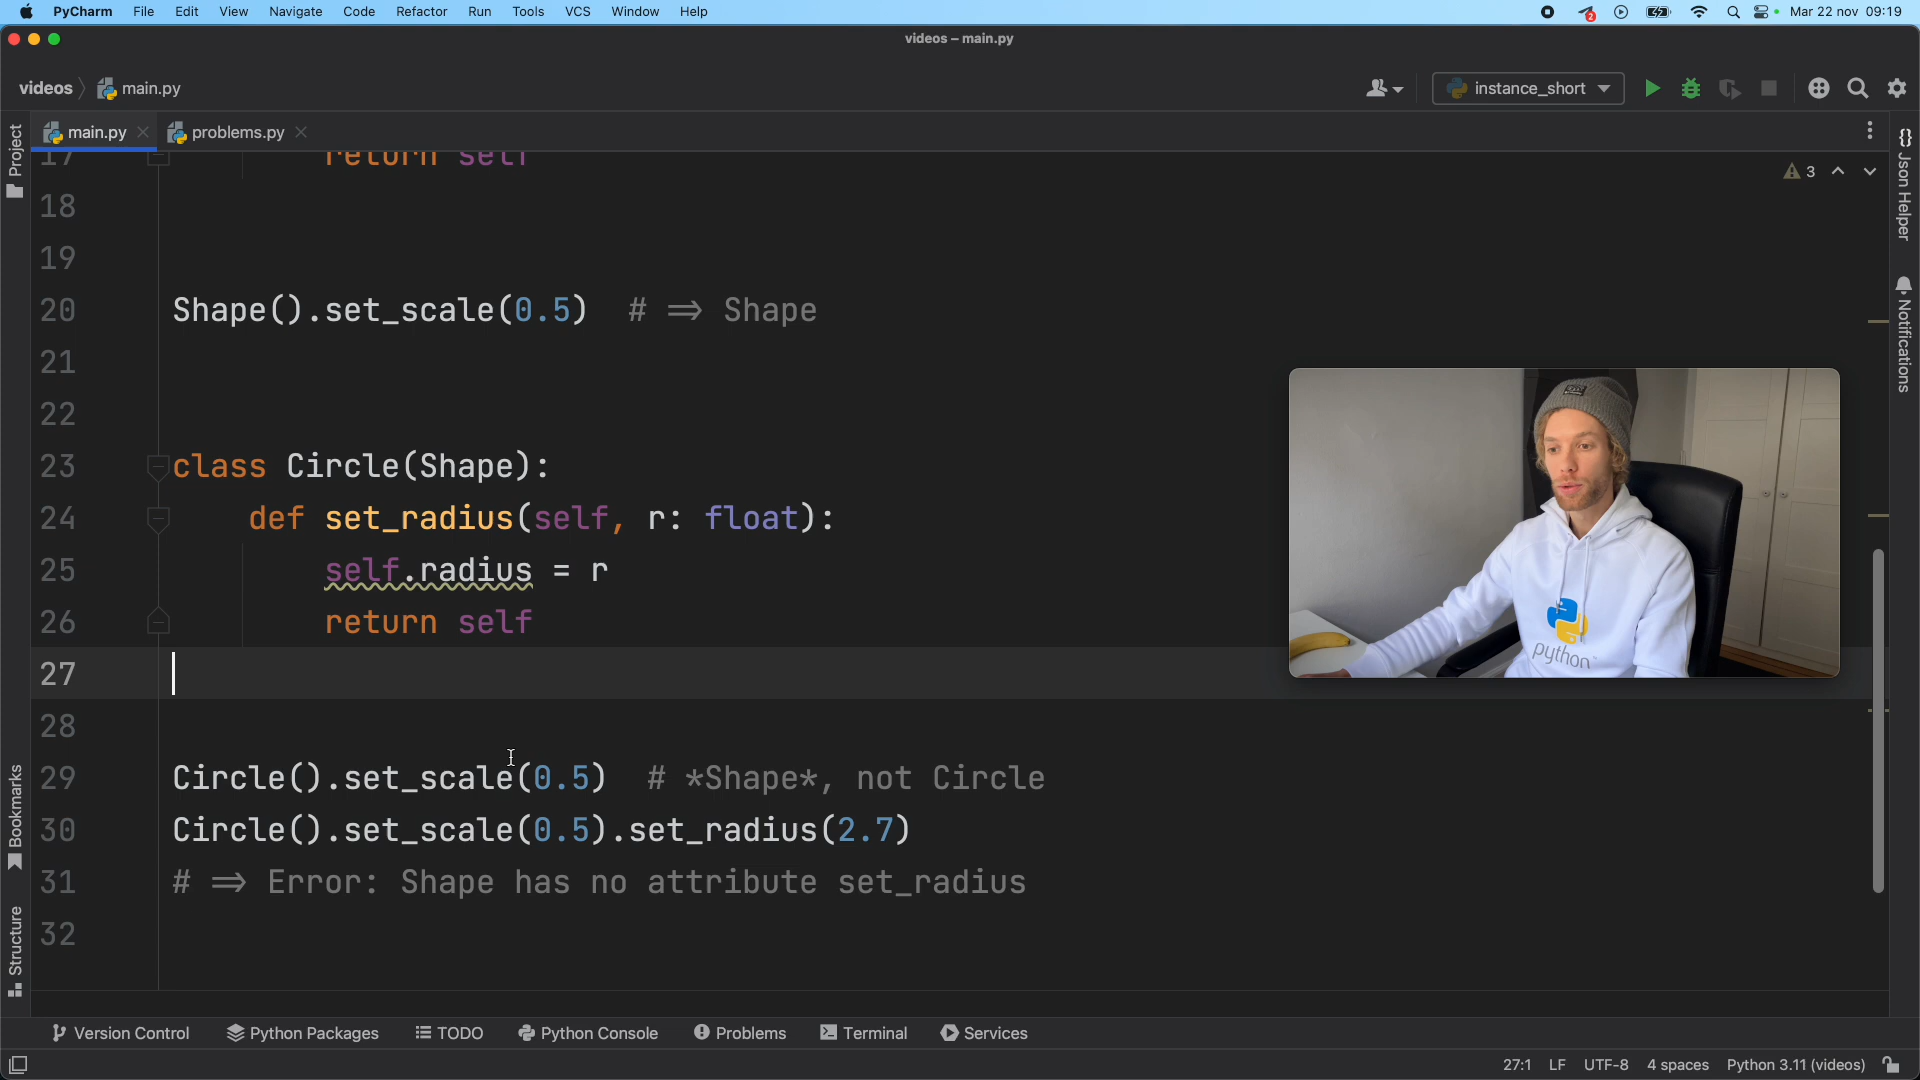 PyCharm File Edit View Navigate Code Refactor Run Tools VCS Window Help 2 Mar 22 nov 09:19
videos – main.py
videos main.py instance_short
Project main.py problems.py {} Json Helper
17 return self 3
18
19
20 Shape().set_scale(0.5) # => Shape
Notifications
21
22
23 class Circle(Shape):
24 def set_radius(self, r: float):
25 self.radius = r
26 return self
python
27
28
29 Circle().set_scale(0.5) # *Shape*, not Circle
30 Circle().set_scale(0.5).set_radius(2.7)
Bookmarks
31 # => Error: Shape has no attribute set_radius
32
Structure
Version Control Python Packages TODO Python Console Problems Terminal Services
27:1 LF UTF-8 4 spaces Python 3.11 (videos)